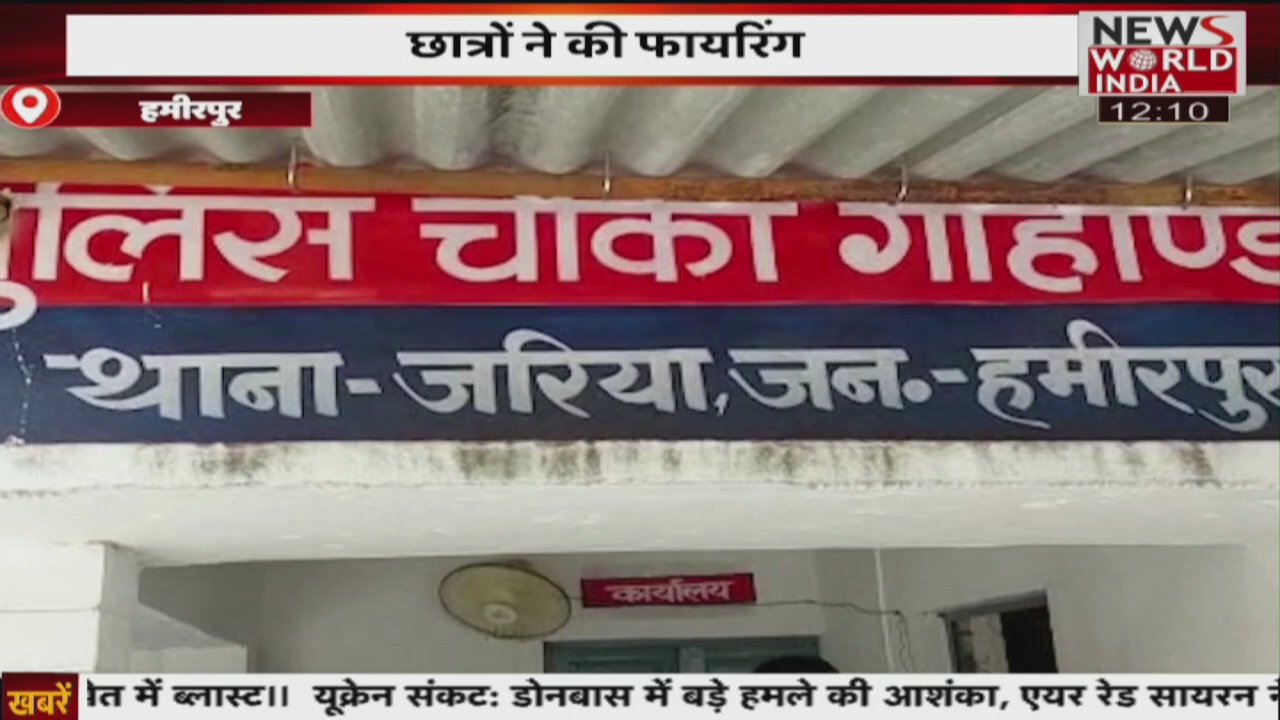 छात्रों ने की फायरिंग
NEWS
WORLD
INDIA
12:10
हमीरपुर
पुलिस चौकी गोहाण्ड
थाना-जरिया,जन.-हमीरपुर
कार्यालय
खबरें
में ब्लास्ट।। यूक्रेन संकट: डोनबास में बड़े हमले की आशंका, एयर रेड सायरन